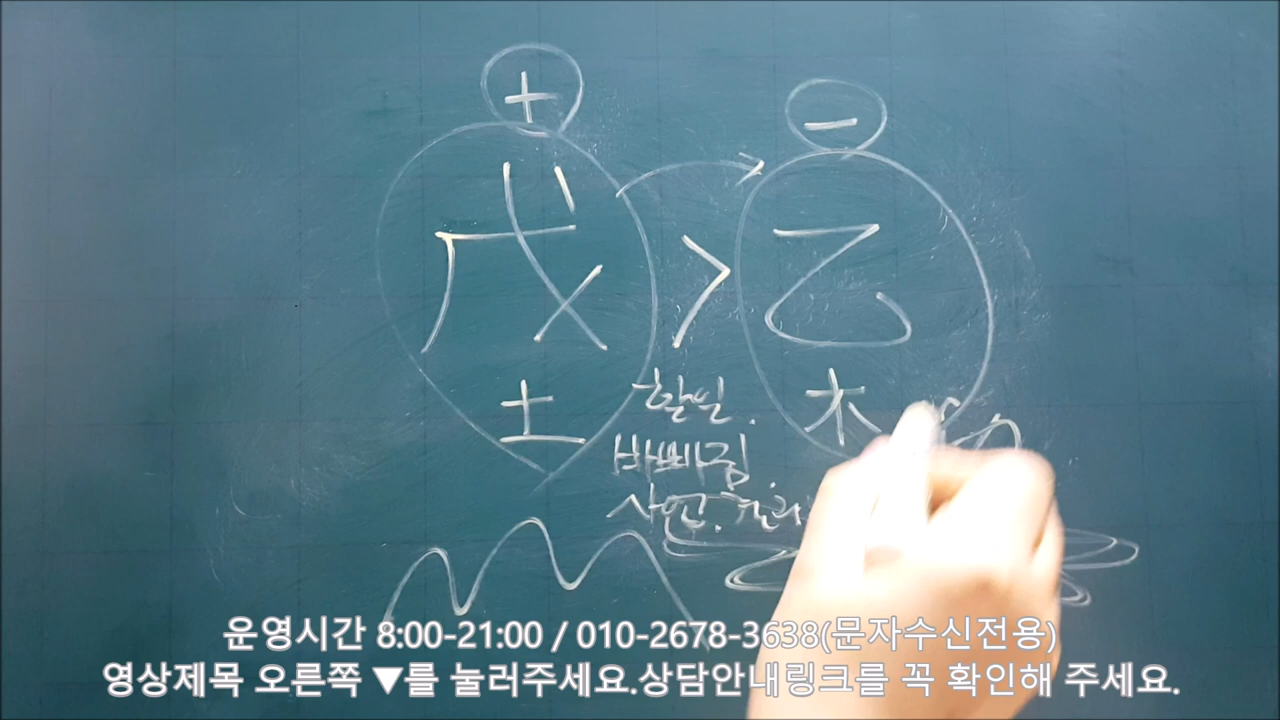 + -
戊 > 乙
土 木
할일.
바빠짐.
사연.
운영시간 8:00-21:00 / 010-2678-3638(문자수신전용)
영상제목 오른쪽 ▼를 눌러주세요.상담안내링크를 꼭 확인해 주세요.